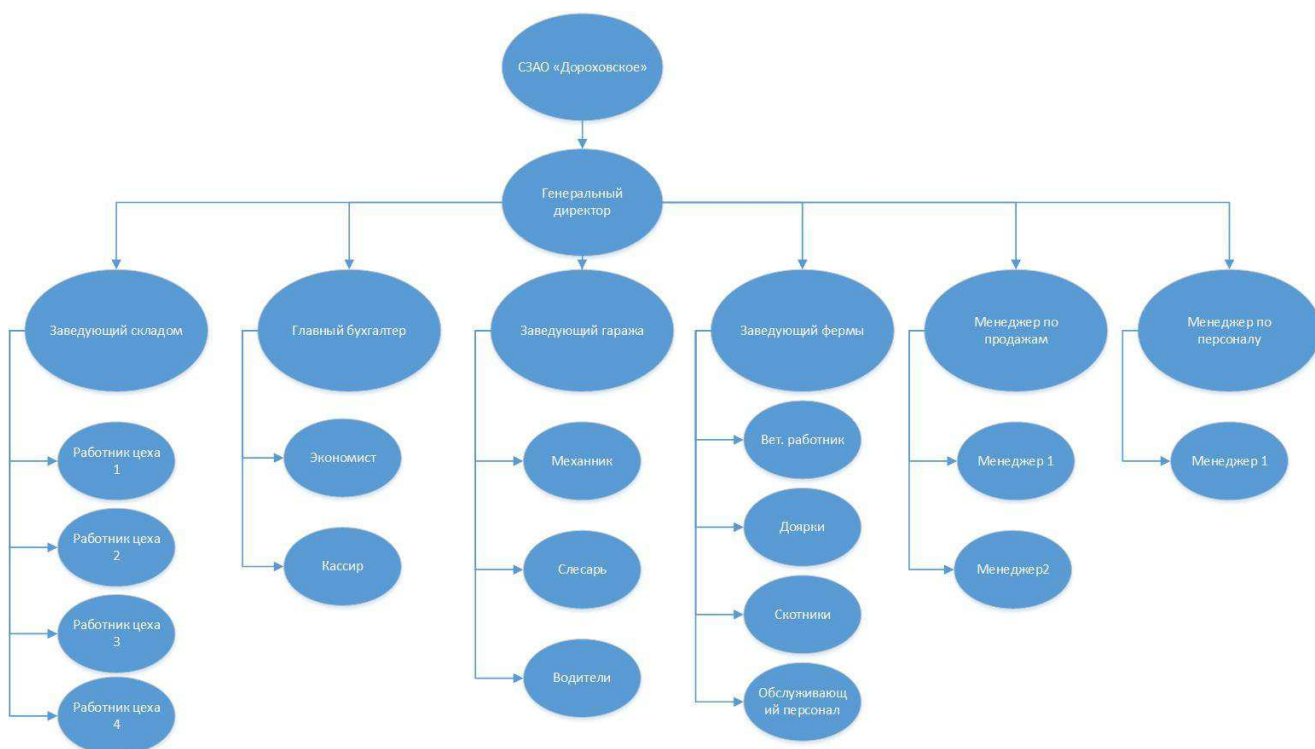 СЗАО «Дороховское»
Генеральный
директор
Заведующий складом
Главный бухгалтер
Заведующий гаража
Заведующий фермы
Менеджер по
продажам
Менеджер по
персоналу
Работник цеха
1
Работник цеха
2
Работник цеха
3
Работник цеха
4
Экономист
Кассир
Механник
Слесарь
Водители
Вет. работник
Доярки
Скотники
Обслуживающ
ий персонал
Менеджер 1
Менеджер2
Менеджер 1